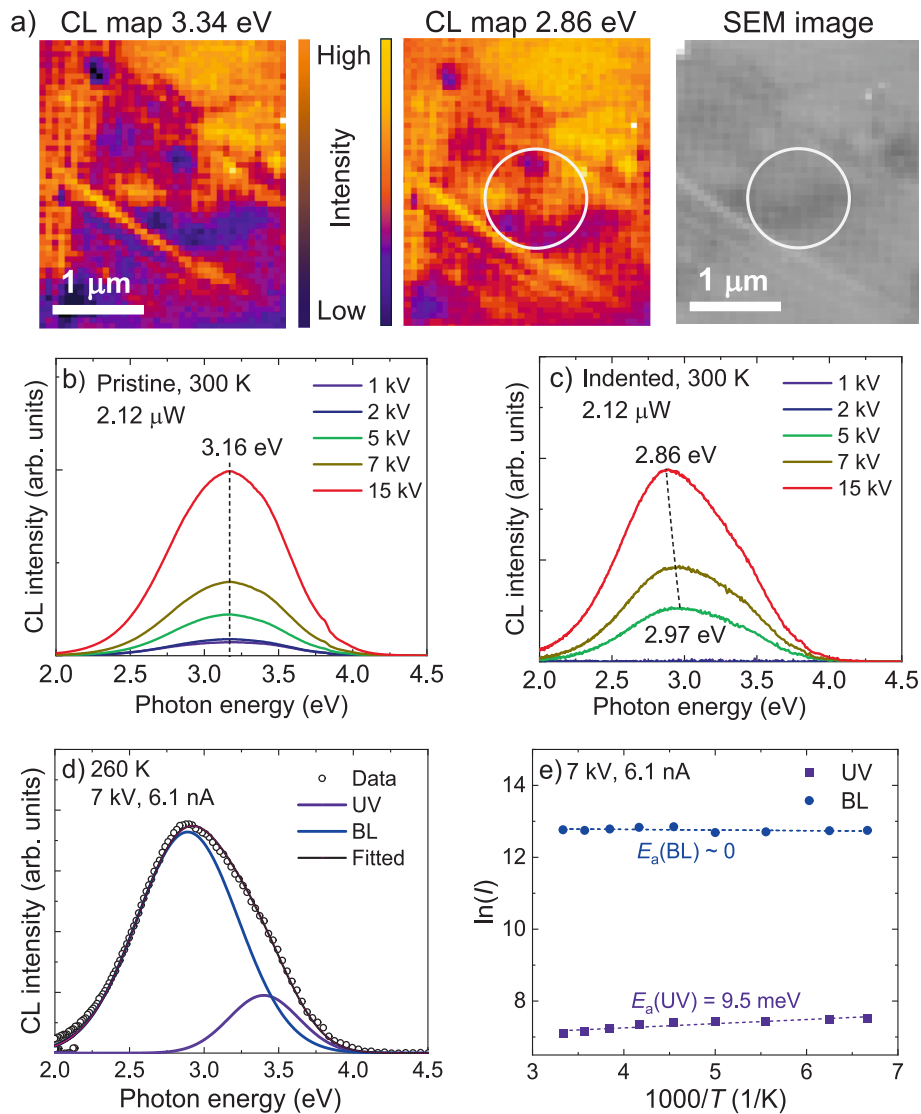 a) CL map 3.34 eV CL map 2.86 eV SEM image
High
Intensity
Low
1 μm 1 μm 1 μm
b) Pristine, 300 K
2.12 μW
1 kV
2 kV
5 kV
7 kV
15 kV
3.16 eV
CL intensity (arb. units)
2.0 2.5 3.0 3.5 4.0 4.5
Photon energy (eV)
c) Indented, 300 K
2.12 μW
1 kV
2 kV
5 kV
7 kV
15 kV
2.86 eV
2.97 eV
CL intensity (arb. units)
2.0 2.5 3.0 3.5 4.0 4.5
Photon energy (eV)
d) 260 K
7 kV, 6.1 nA
Data
UV
BL
Fitted
CL intensity (arb. units)
2.0 2.5 3.0 3.5 4.0 4.5
Photon energy (eV)
e) 7 kV, 6.1 nA
UV
BL
Eₐ(BL) ~ 0
Eₐ(UV) = 9.5 meV
ln(I)
14
12
10
8
3 4 5 6 7
1000/T (1/K)